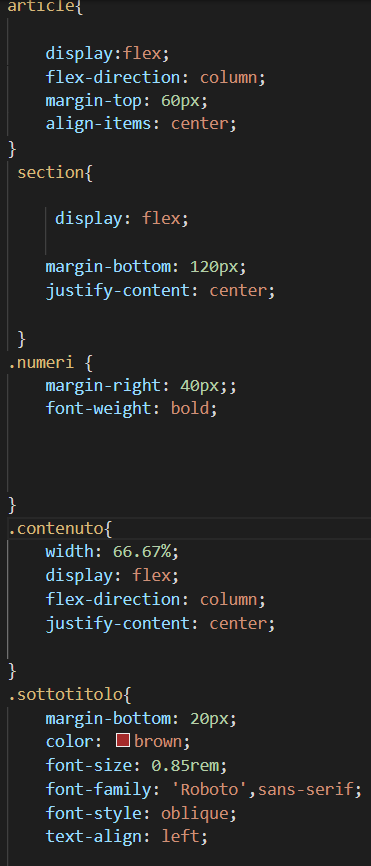 article{
display:flex;
flex-direction: column;
margin-top: 60px;
align-items: center;
}
section{
display: flex;
margin-bottom: 120px;
justify-content: center;
}
.numeri {
margin-right: 40px;;
font-weight: bold;
}
.contenuto{
width: 66.67%;
display: flex;
flex-direction: column;
justify-content: center;
}
.sottotitolo{
margin-bottom: 20px;
color: brown;
font-size: 0.85rem;
font-family: 'Roboto',sans-serif;
font-style: oblique;
text-align: left;